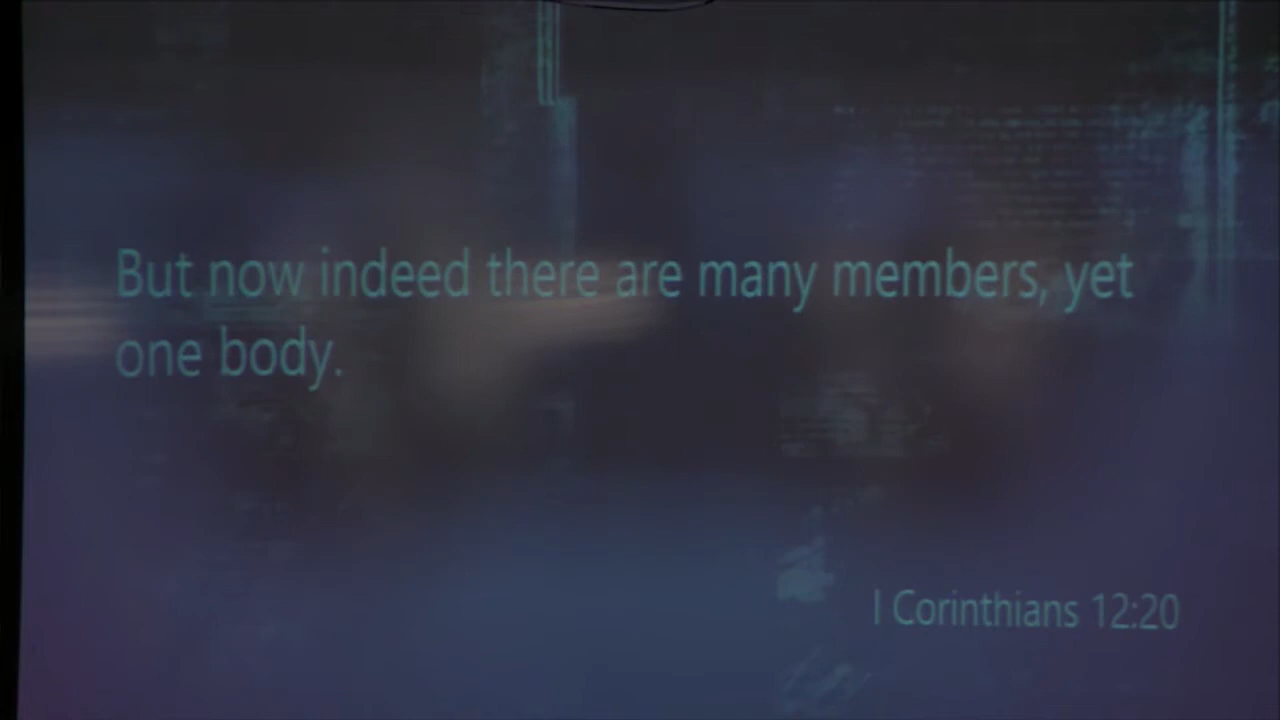 But now indeed there are many members, yet
one body.
I Corinthians 12:20